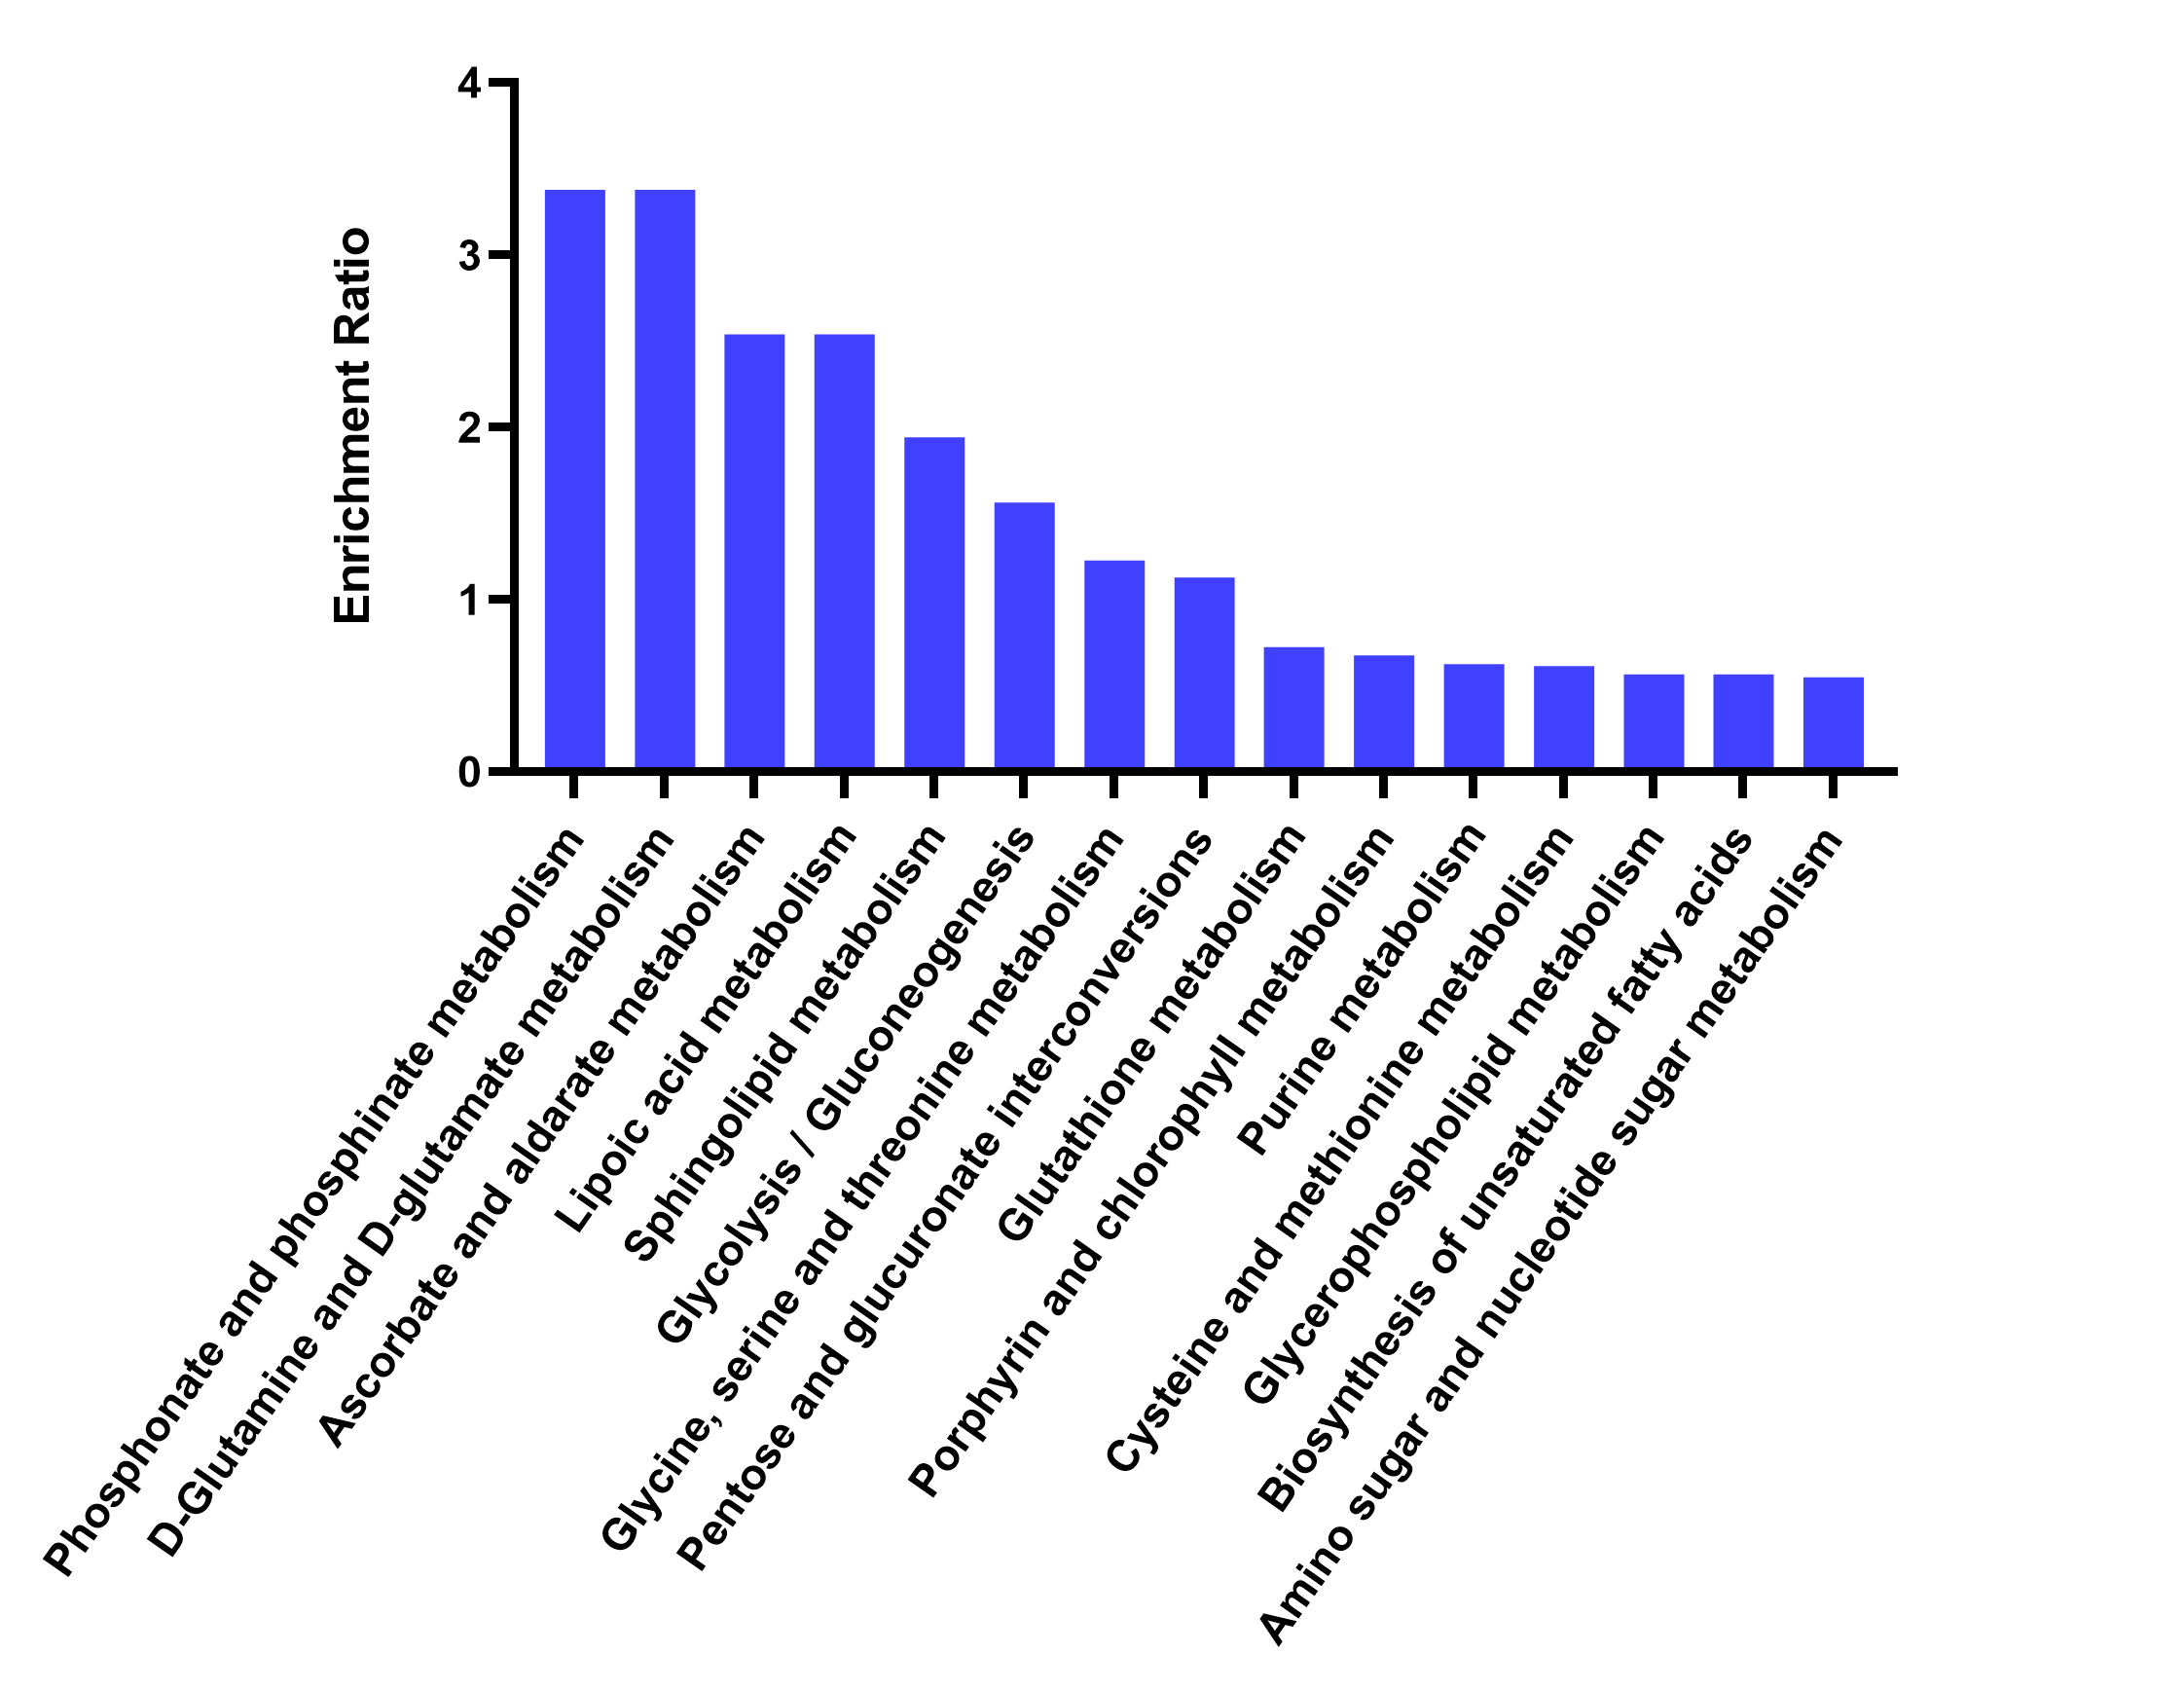 Enrichment Ratio
4
3
2
1
0
Phosphonate and phosphinate metabolism
D-Glutamine and D-glutamate metabolism
Ascorbate and aldarate metabolism
Lipoic acid metabolism
Sphingolipid metabolism
Glycolysis / Gluconeogenesis
Glycine, serine and threonine metabolism
Pentose and glucuronate interconversions
Glutathione metabolism
Porphyrin and chlorophyll metabolism
Purine metabolism
Cysteine and methionine metabolism
Glycerophospholipid metabolism
Biosynthesis of unsaturated fatty acids
Amino sugar and nucleotide sugar metabolism